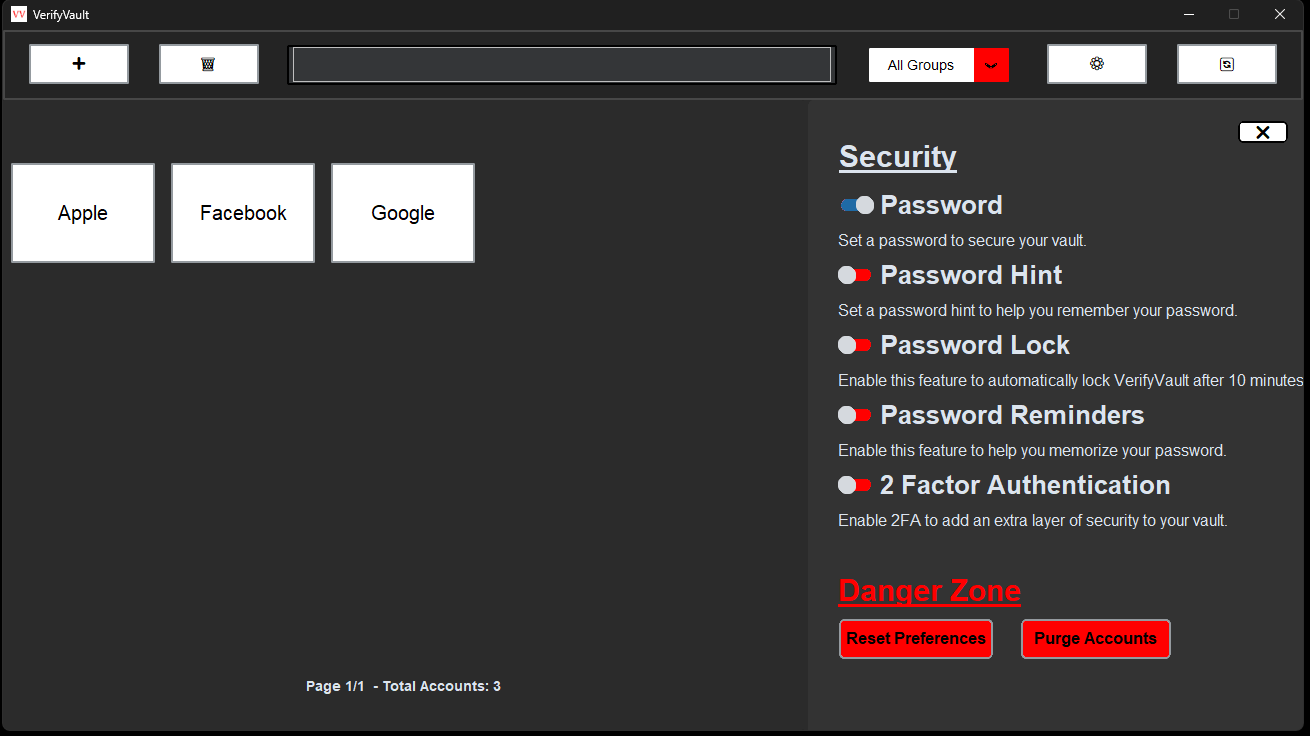 VV VerifyVault
All Groups
Apple
Facebook
Google
Page 1/1 - Total Accounts: 3
Security
Password
Set a password to secure your vault.
Password Hint
Set a password hint to help you remember your password.
Password Lock
Enable this feature to automatically lock VerifyVault after 10 minutes
Password Reminders
Enable this feature to help you memorize your password.
2 Factor Authentication
Enable 2FA to add an extra layer of security to your vault.
Danger Zone
Reset Preferences
Purge Accounts